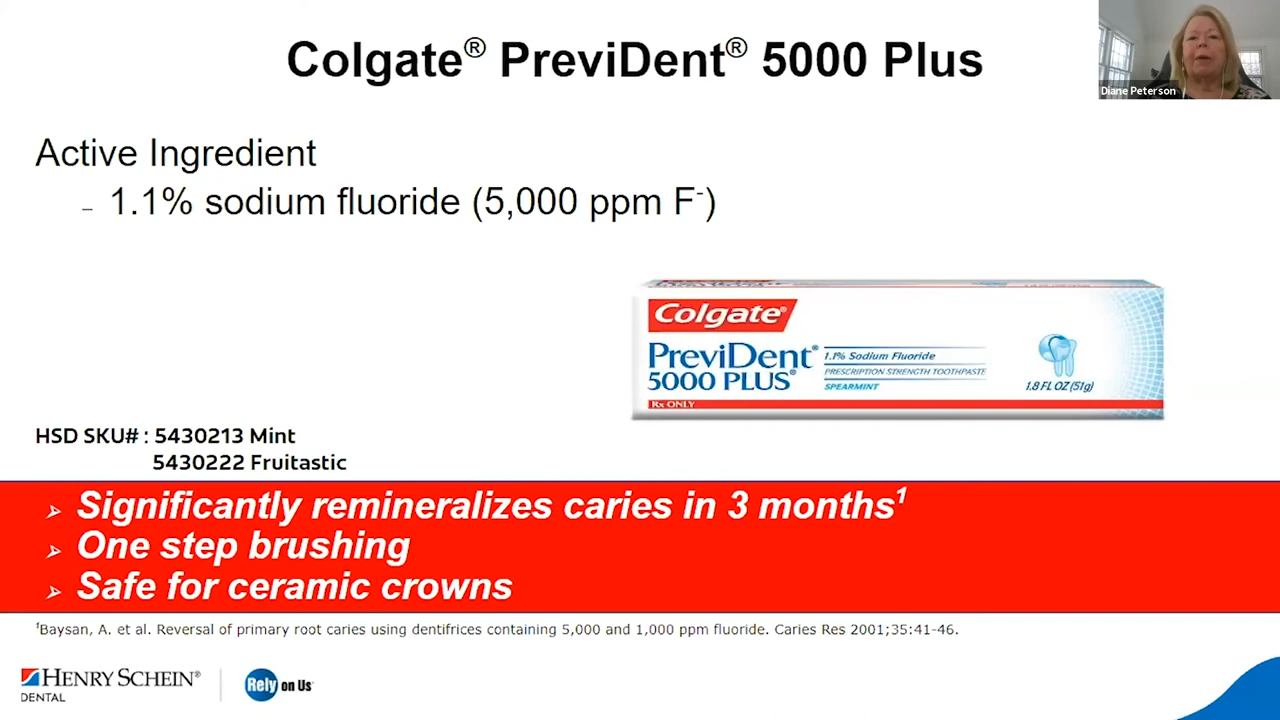 Colgate® PreviDent® 5000 Plus
Diane Peterson
Active Ingredient
– 1.1% sodium fluoride (5,000 ppm F-)
Colgate®
PreviDent®
5000 PLUS®
1.1% Sodium Fluoride
PRESCRIPTION STRENGTH TOOTHPASTE
SPEARMINT
1.8 FL OZ (51g)
Rx ONLY
HSD SKU# : 5430213 Mint
5430222 Fruitastic
➢ Significantly remineralizes caries in 3 months1
➢ One step brushing
➢ Safe for ceramic crowns
1Baysan, A. et al. Reversal of primary root caries using dentifrices containing 5,000 and 1,000 ppm fluoride. Caries Res 2001;35:41-46.
HENRY SCHEIN®
DENTAL
Rely on Us